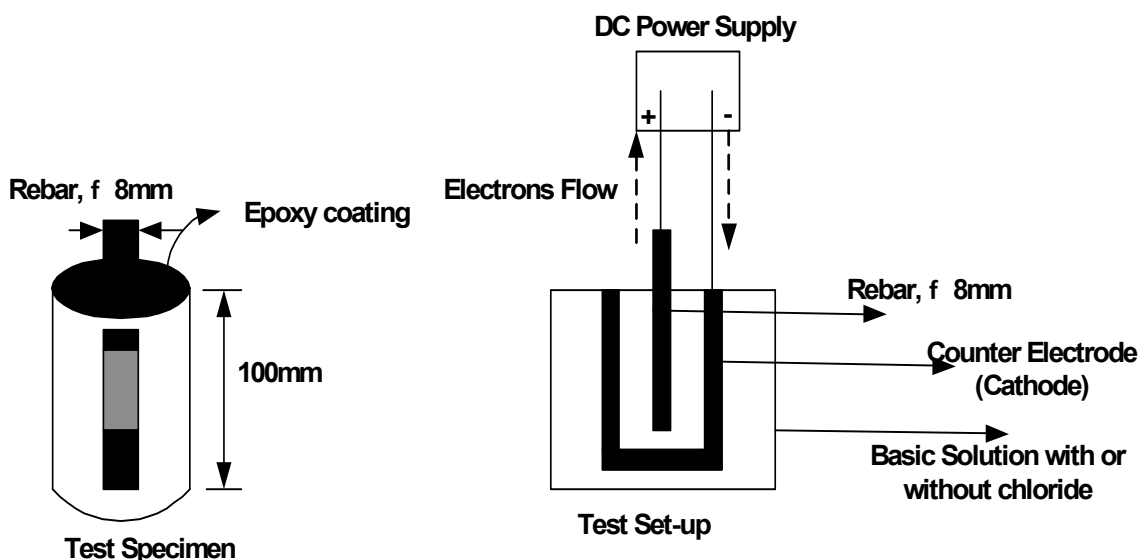 DC Power Supply
+ -
Rebar, f 8mm
Epoxy coating
Electrons Flow
100mm
Rebar, f 8mm
Counter Electrode
(Cathode)
Basic Solution with or
without chloride
Test Set-up
Test Specimen